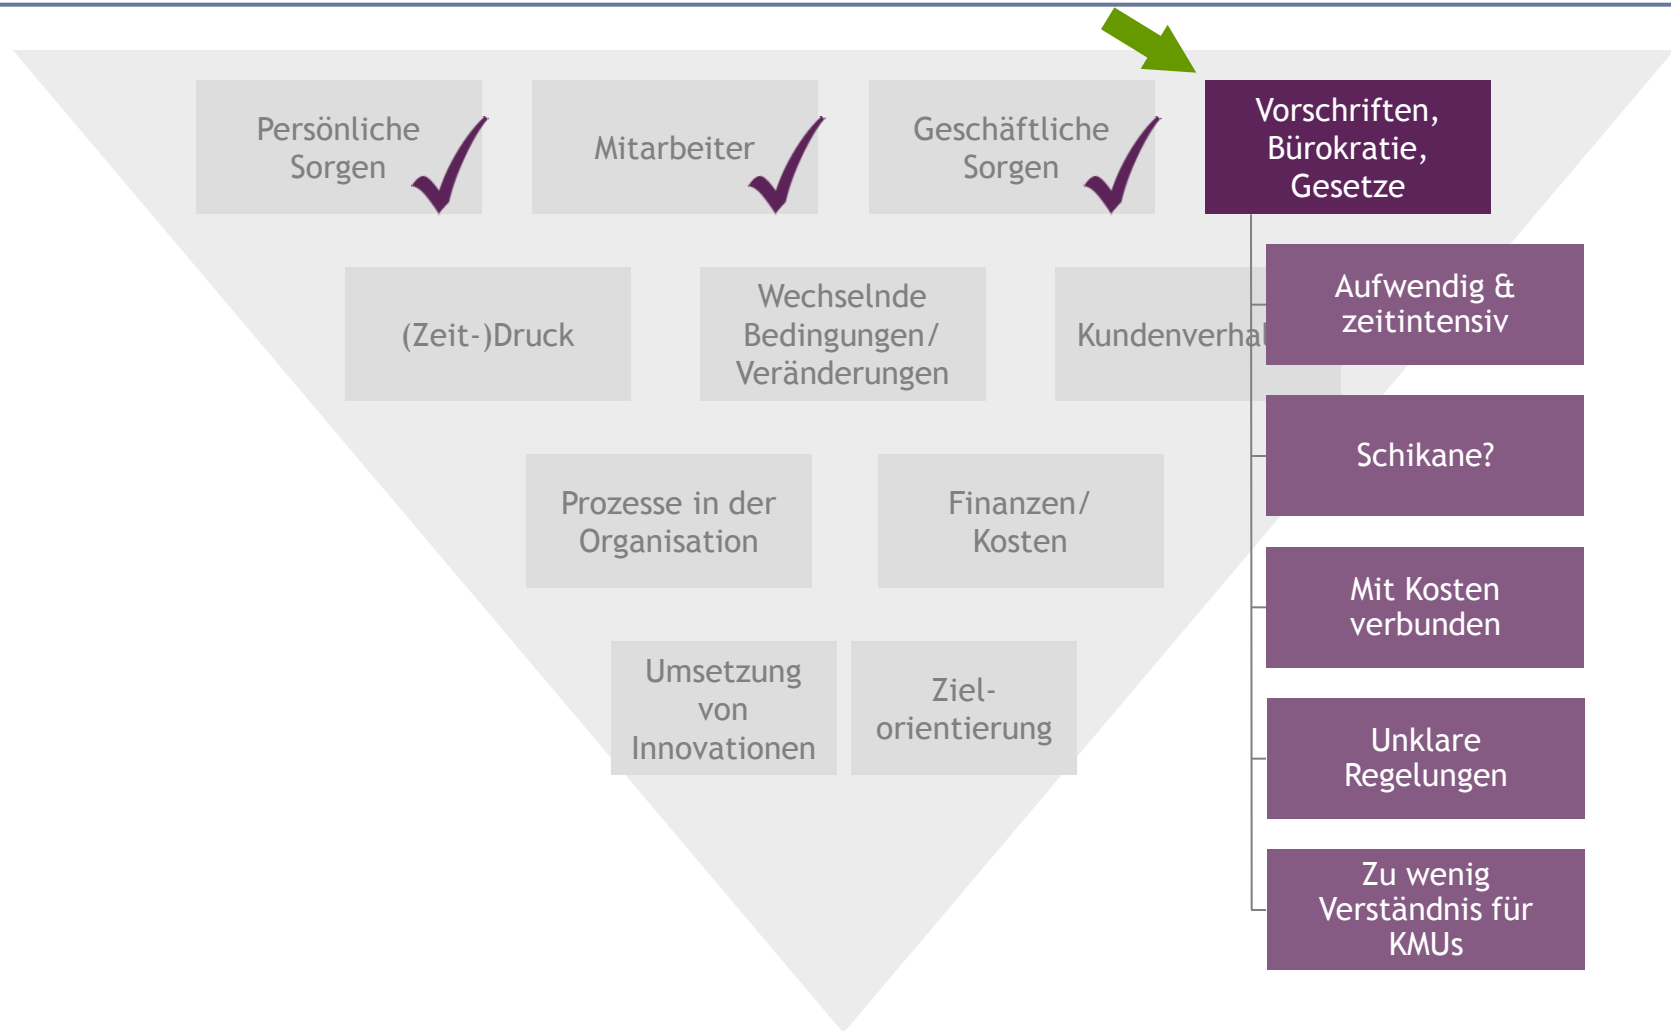 Persönliche
Sorgen
Mitarbeiter
Geschäftliche
Sorgen
Vorschriften,
Bürokratie,
Gesetze
(Zeit-)Druck
Wechselnde
Bedingungen/
Veränderungen
Kundenverhal
Aufwendig &
zeitintensiv
Schikane?
Prozesse in der
Organisation
Finanzen/
Kosten
Mit Kosten
verbunden
Umsetzung
von
Innovationen
Ziel-
orientierung
Unklare
Regelungen
Zu wenig
Verständnis für
KMUs